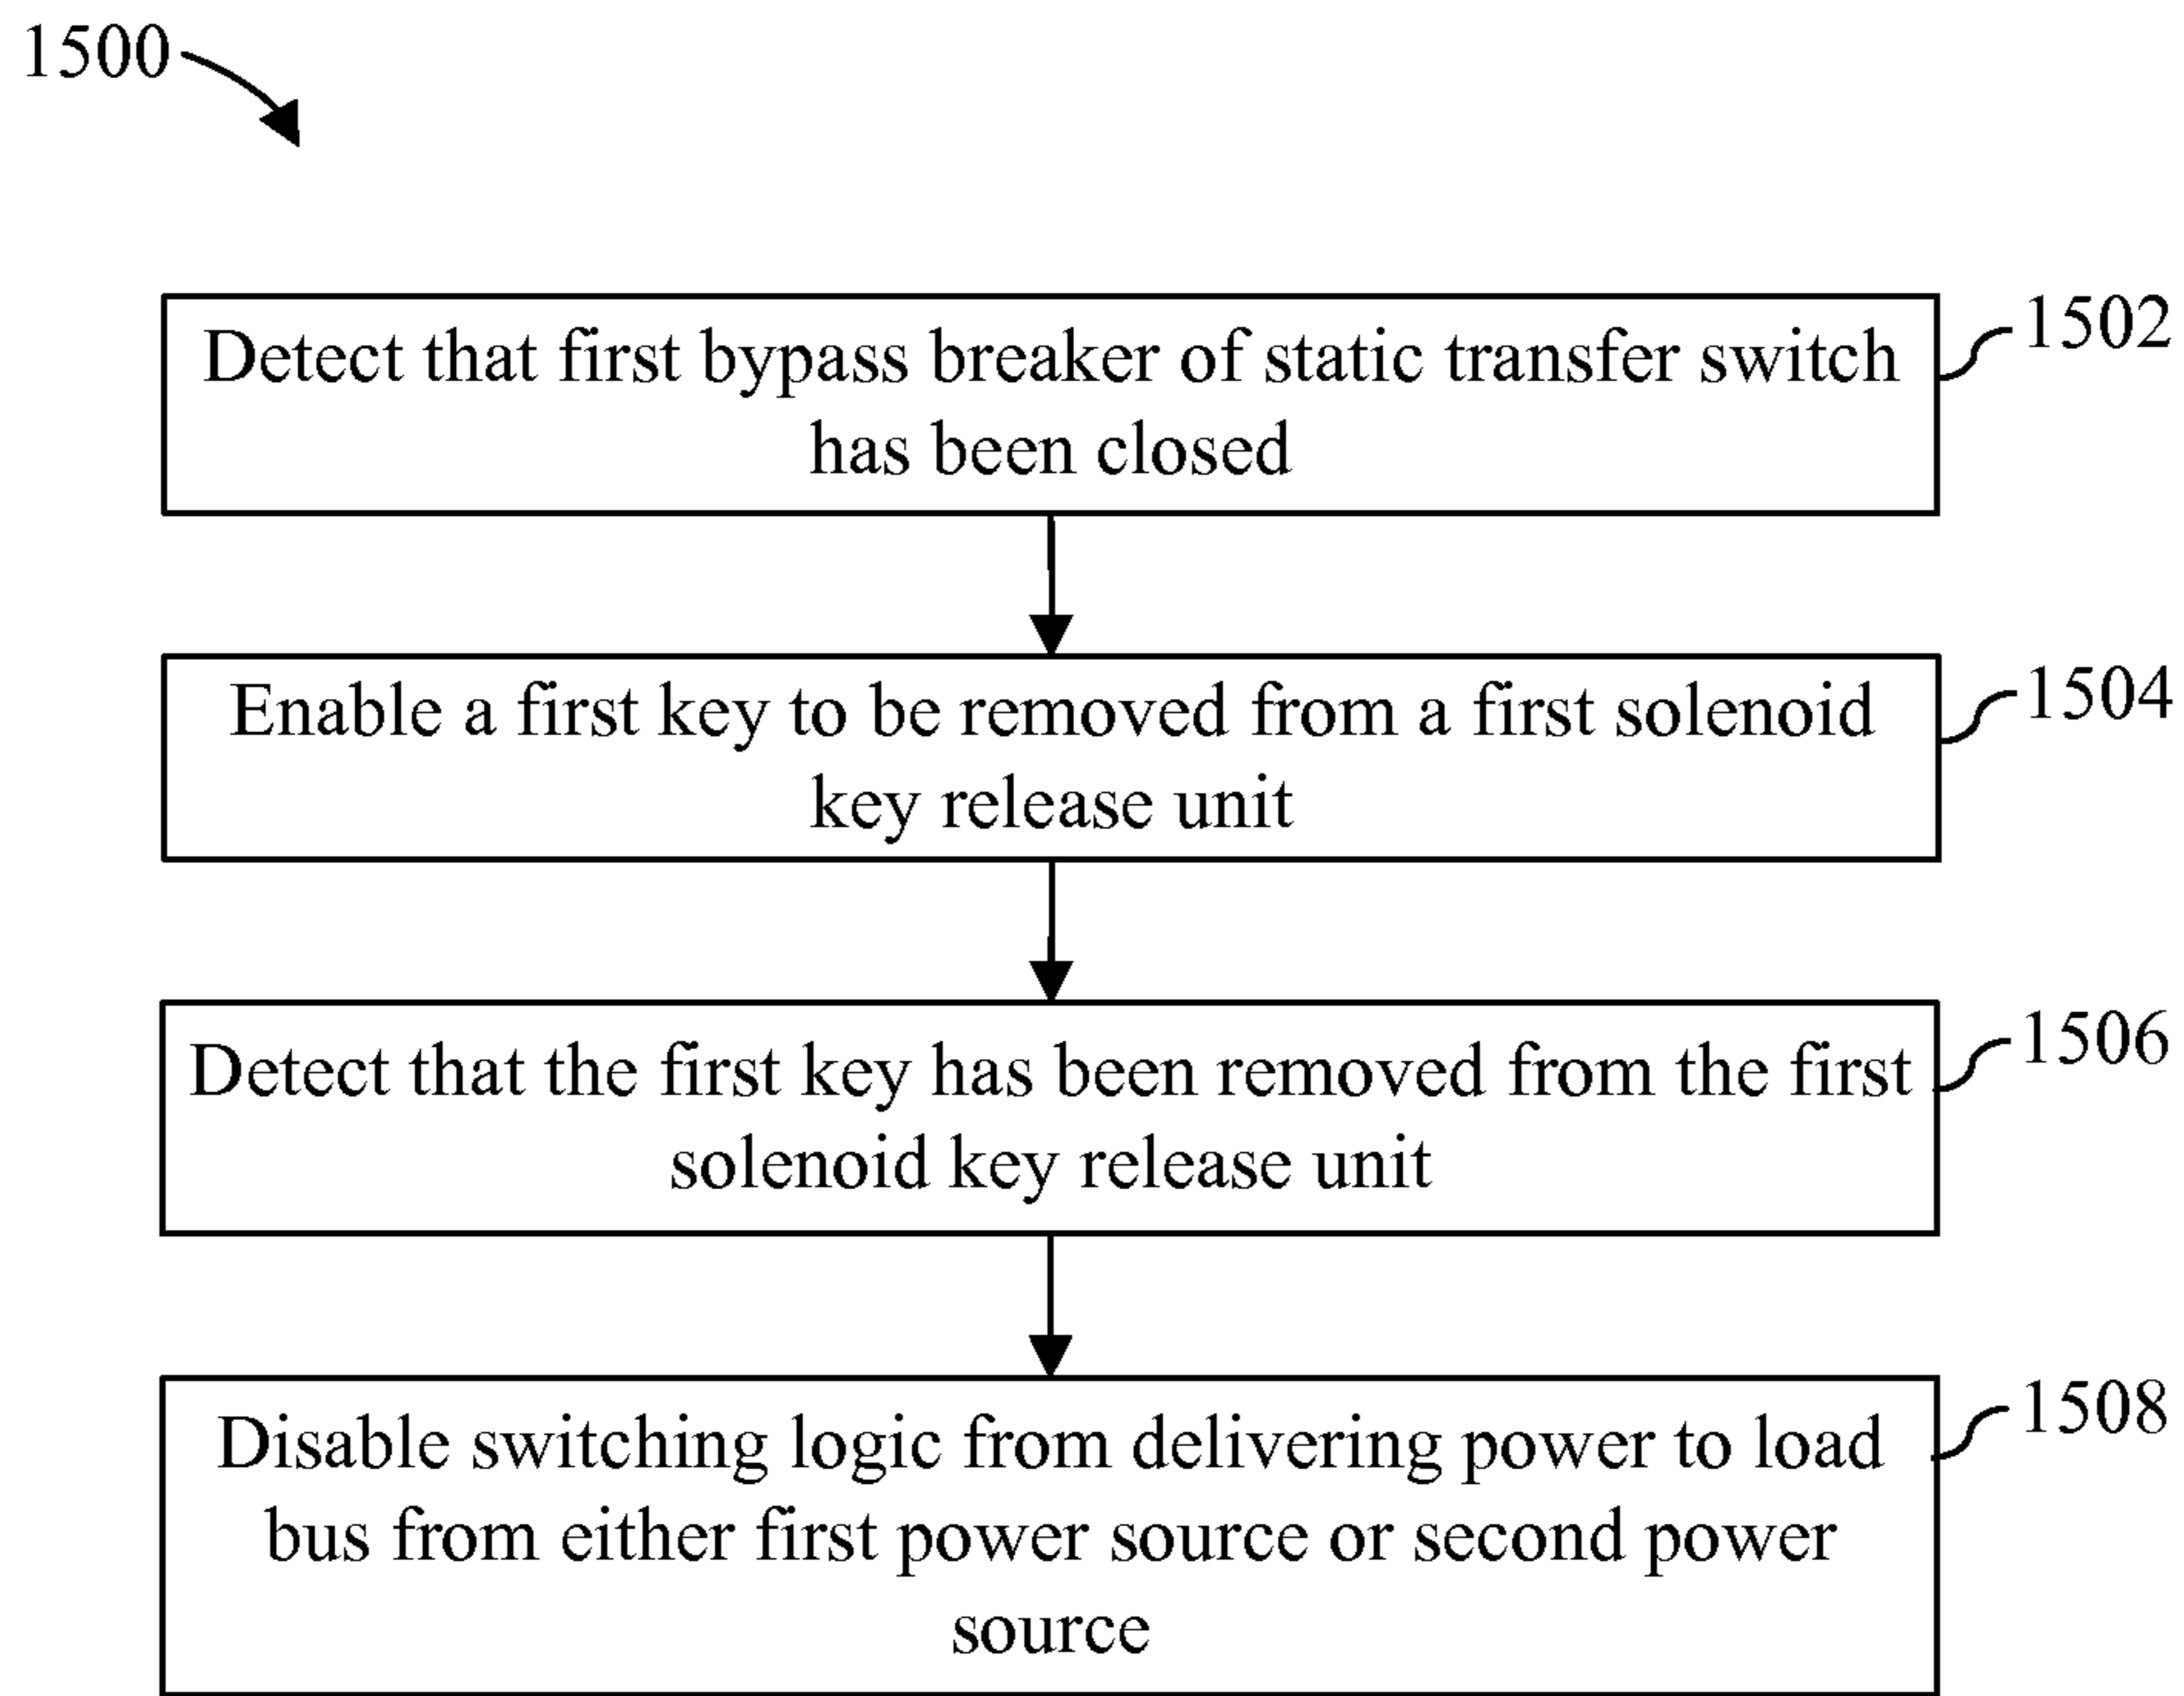 1500
Detect that first bypass breaker of static transfer switch
has been closed
1502
Enable a first key to be removed from a first solenoid
key release unit
1504
Detect that the first key has been removed from the first
solenoid key release unit
1506
Disable switching logic from delivering power to load
bus from either first power source or second power
source
1508